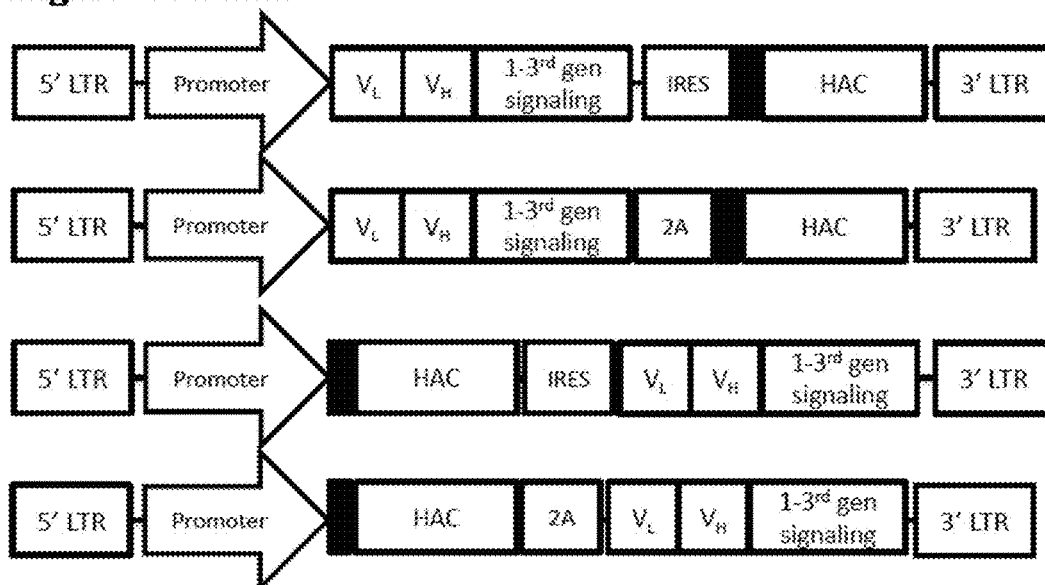 5' LTR Promoter V_L V_H 1-3rd gen signaling IRES HAC 3' LTR
5' LTR Promoter V_L V_H 1-3rd gen signaling 2A HAC 3' LTR
5' LTR Promoter HAC IRES V_L V_H 1-3rd gen signaling 3' LTR
5' LTR Promoter HAC 2A V_L V_H 1-3rd gen signaling 3' LTR